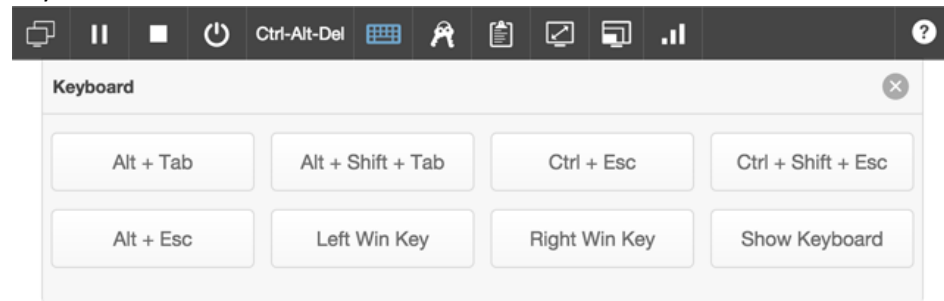 Ctrl-Alt-Del ?
Keyboard
Alt + Tab Alt + Shift + Tab Ctrl + Esc Ctrl + Shift + Esc
Alt + Esc Left Win Key Right Win Key Show Keyboard